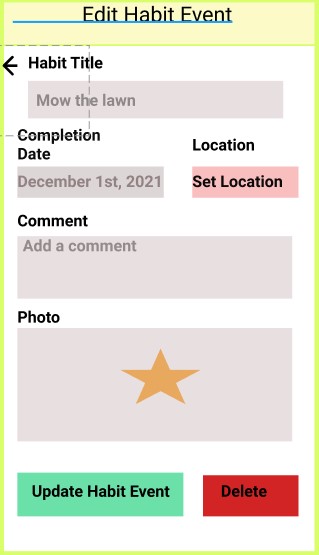 Edit Habit Event
Habit Title
Mow the lawn
Completion
Date
Location
December 1st, 2021
Set Location
Comment
Add a comment
Photo
Update Habit Event
Delete